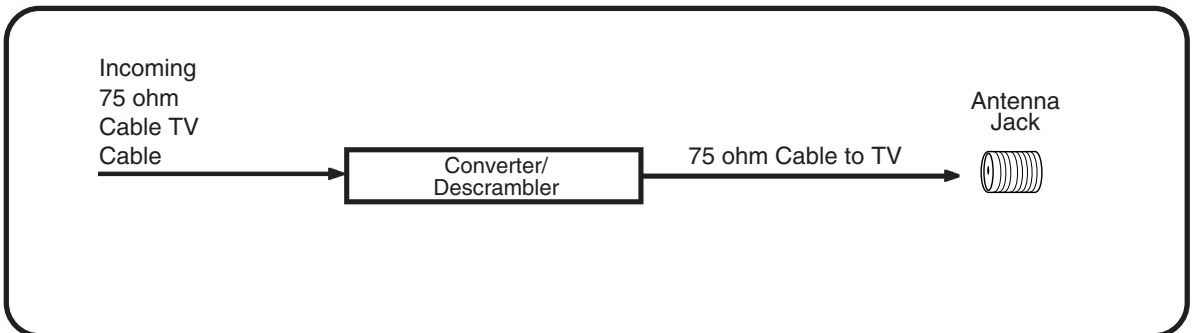 Incoming
75 ohm
Cable TV
Cable
Converter/
Descrambler
75 ohm Cable to TV
Antenna
Jack